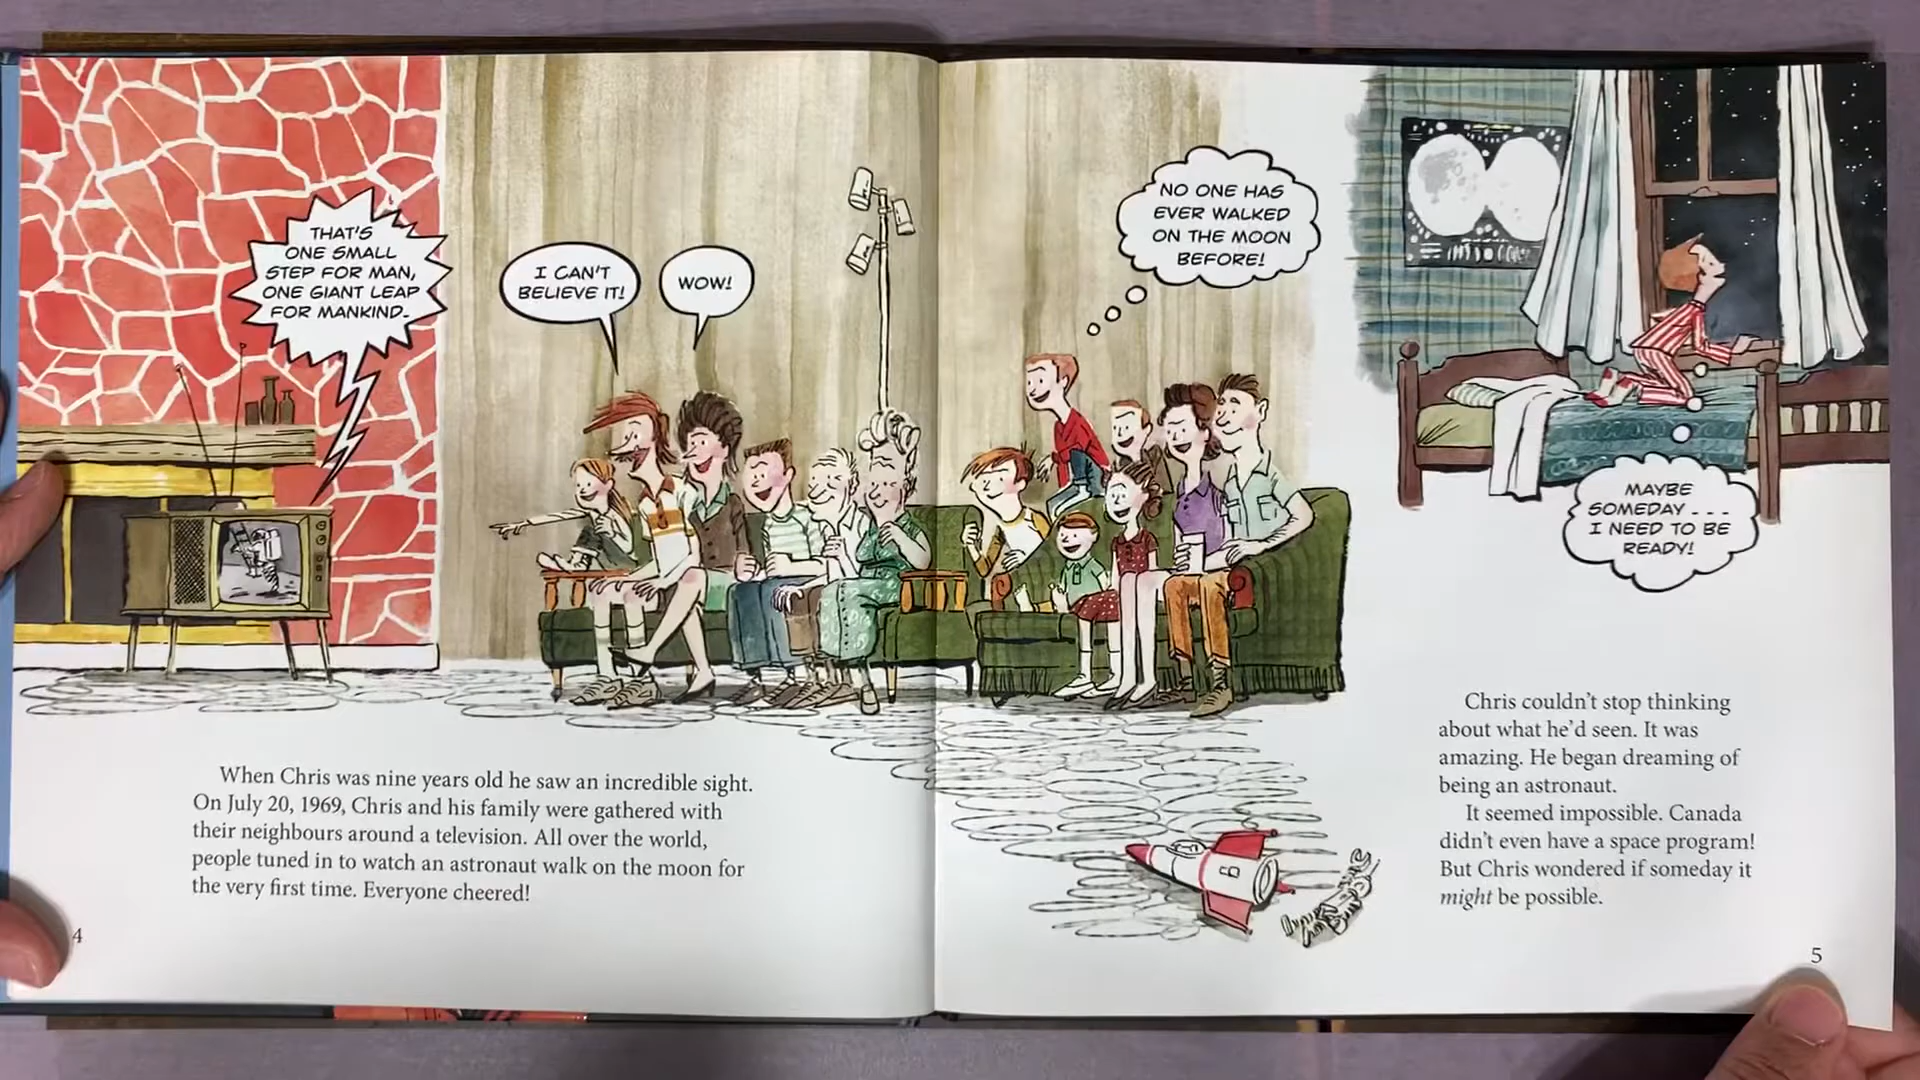 THAT'S
ONE SMALL
STEP FOR MAN,
ONE GIANT LEAP
FOR MANKIND.
I CAN'T
BELIEVE IT!
WOW!
When Chris was nine years old he saw an incredible sight.
On July 20, 1969, Chris and his family were gathered with
their neighbours around a television. All over the world,
people tuned in to watch an astronaut walk on the moon for
the very first time. Everyone cheered!
4
NO ONE HAS
EVER WALKED
ON THE MOON
BEFORE!
MAYBE
SOMEDAY . . .
I NEED TO BE
READY!
Chris couldn't stop thinking
about what he'd seen. It was
amazing. He began dreaming of
being an astronaut.
It seemed impossible. Canada
didn't even have a space program!
But Chris wondered if someday it
might be possible.
5